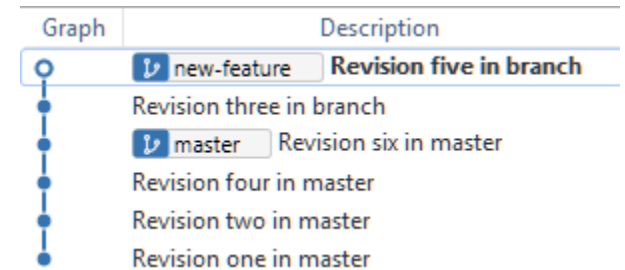 Graph Description
new-feature Revision five in branch
Revision three in branch
master Revision six in master
Revision four in master
Revision two in master
Revision one in master